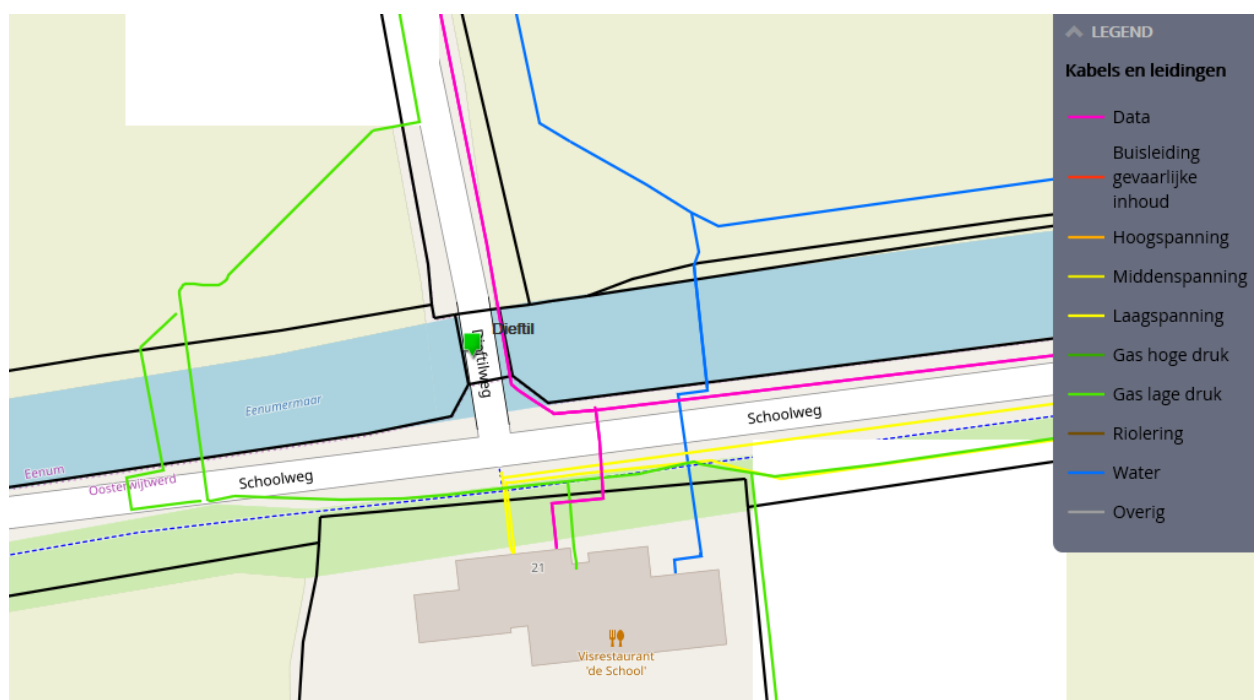 LEGEND
Kabels en leidingen
Data
Buisleiding
gevaarlijke
inhoud
Hoogspanning
Middenspanning
Laagspanning
Gas hoge druk
Gas lage druk
Riolering
Water
Overig
Dieftil
Dieftilweg
Eenumermaar
Schoolweg
Eenum
Oosterwijtwerd
Schoolweg
21
Visrestaurant
'de School'